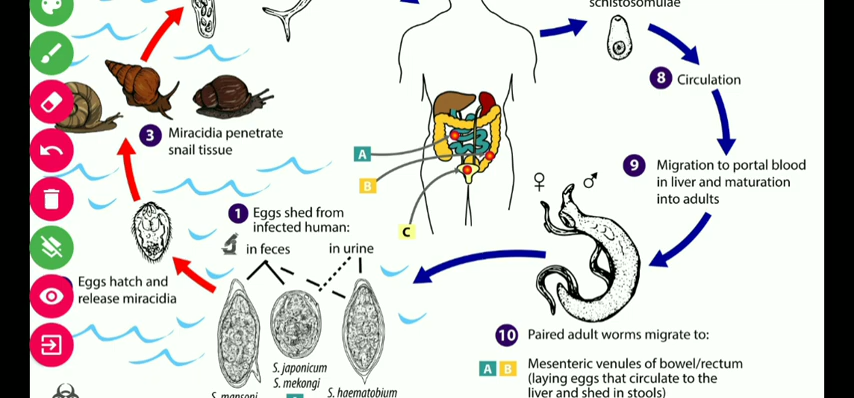 schistosomulae
8 Circulation
3 Miracidia penetrate
snail tissue
A
B
C
9 Migration to portal blood
in liver and maturation
into adults
♀ ♂
1 Eggs shed from
infected human:
in feces
in urine
Eggs hatch and
release miracidia
10 Paired adult worms migrate to:
A B Mesenteric venules of bowel/rectum
(laying eggs that circulate to the
liver and shed in stools)
S. japonicum
S. mekongi
S. mansoni
S. haematobium